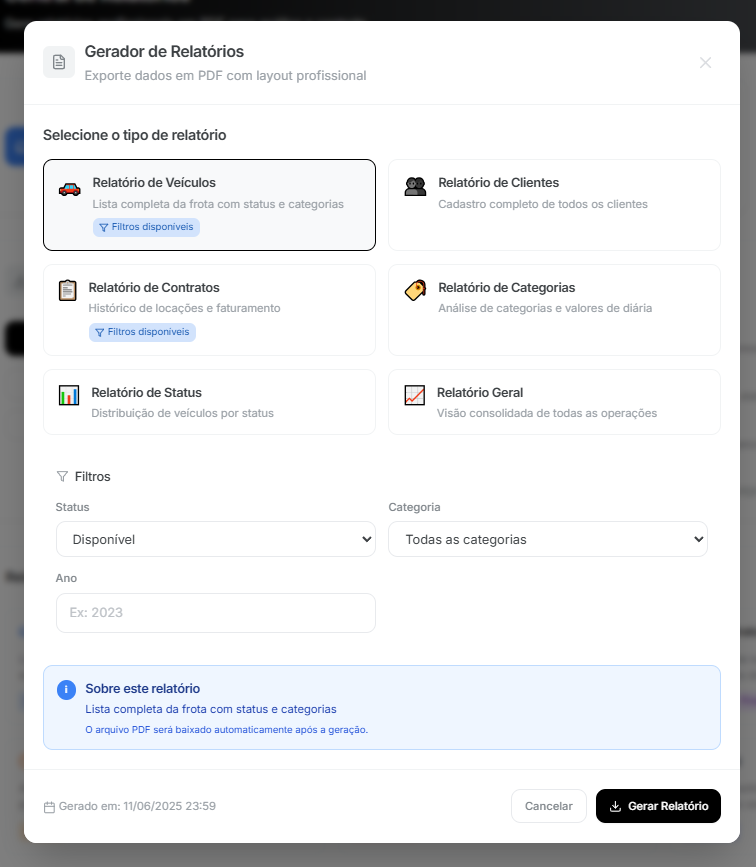 Gerador de Relatórios
Exporte dados em PDF com layout profissional
Selecione o tipo de relatório
Relatório de Veículos
Lista completa da frota com status e categorias
Filtros disponíveis
Relatório de Clientes
Cadastro completo de todos os clientes
Relatório de Contratos
Histórico de locações e faturamento
Filtros disponíveis
Relatório de Categorias
Análise de categorias e valores de diária
Relatório de Status
Distribuição de veículos por status
Relatório Geral
Visão consolidada de todas as operações
Filtros
Status
Disponível
Categoria
Todas as categorias
Ano
Ex: 2023
Sobre este relatório
Lista completa da frota com status e categorias
O arquivo PDF será baixado automaticamente após a geração.
Gerado em: 11/06/2025 23:59
Cancelar
Gerar Relatório